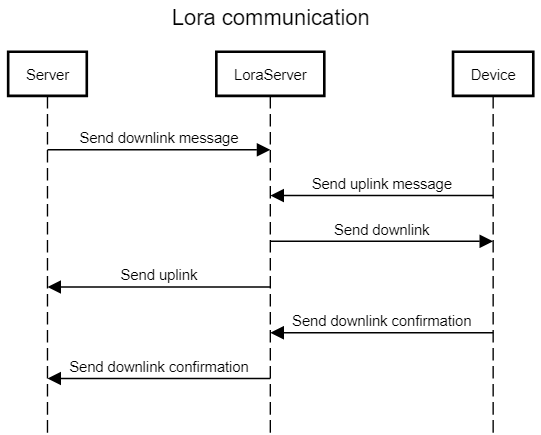 Lora communication
Server
LoraServer
Device
Send downlink message
Send uplink message
Send downlink
Send uplink
Send downlink confirmation
Send downlink confirmation